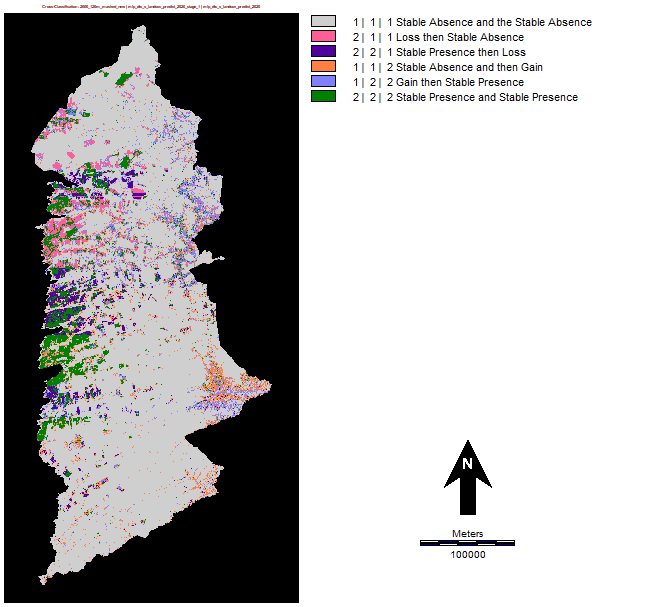 1 | 1 | 1 Stable Absence and the Stable Absence
2 | 1 | 1 Loss then Stable Absence
2 | 2 | 1 Stable Presence then Loss
1 | 1 | 2 Stable Absence and then Gain
1 | 2 | 2 Gain then Stable Presence
2 | 2 | 2 Stable Presence and Stable Presence
N
Meters
100000